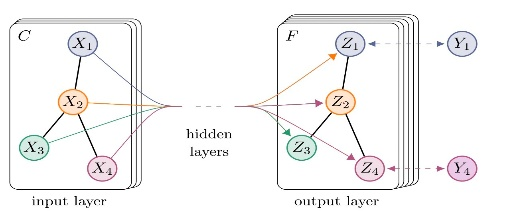 C
F
X1
Z1
Y1
X2
Z2
hidden
layers
X3
Z3
X4
Z4
Y4
input layer
output layer